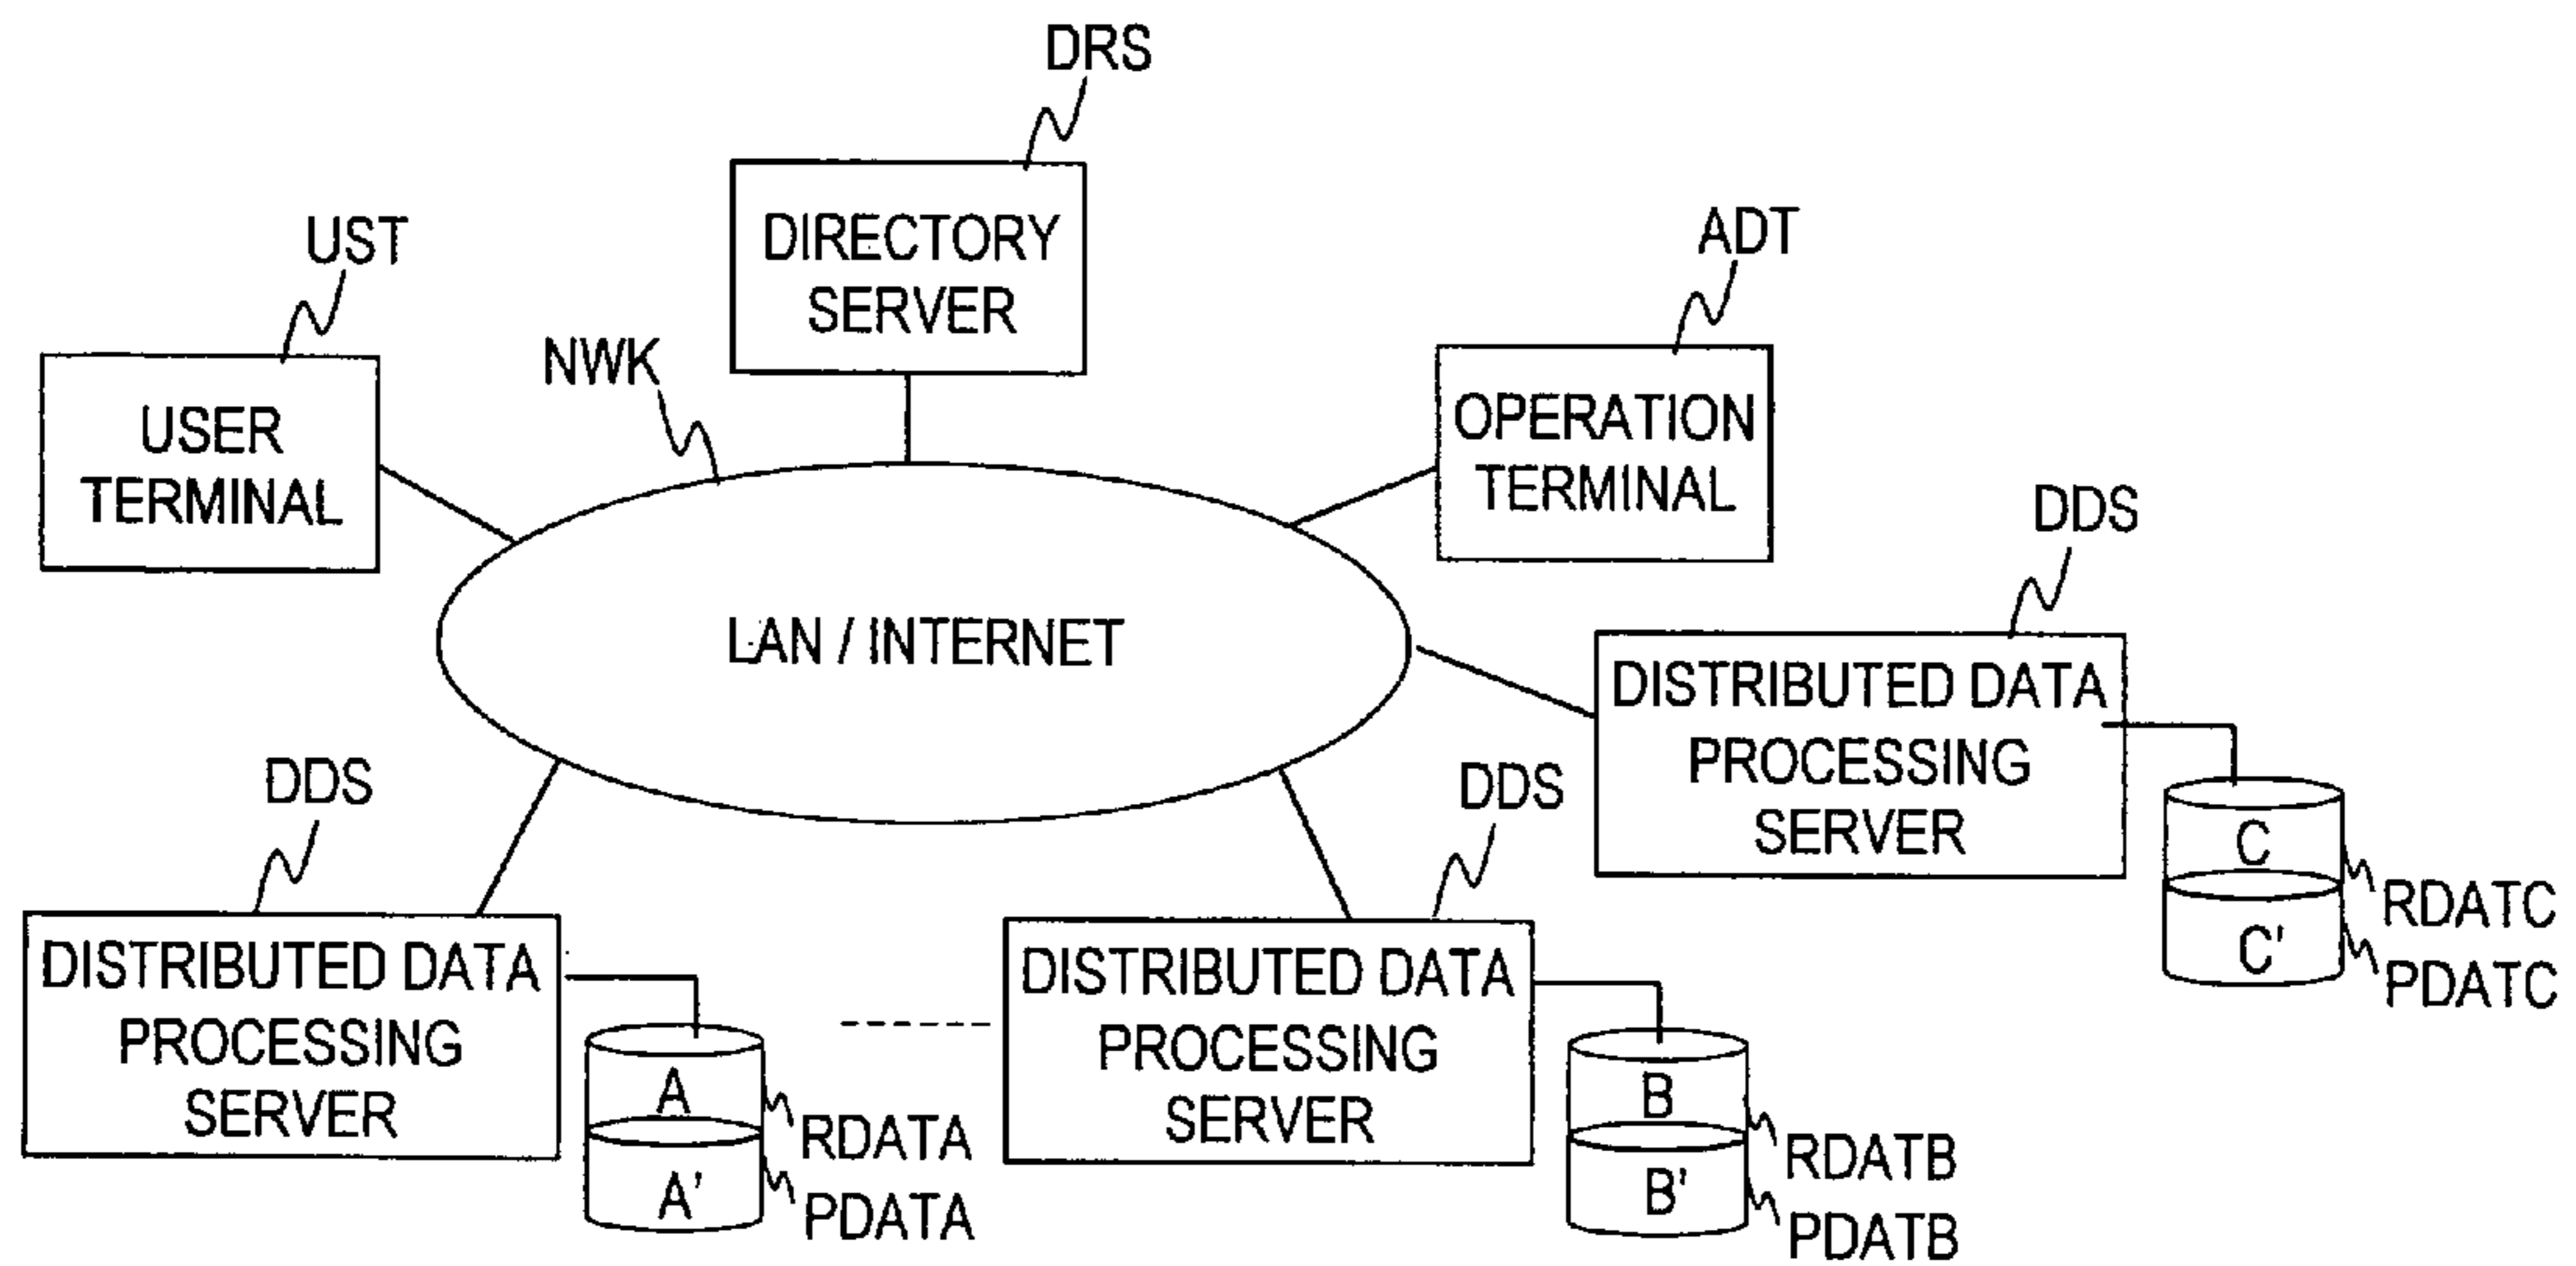 DRS
DIRECTORY
SERVER
UST
USER
TERMINAL
NWK
ADT
OPERATION
TERMINAL
LAN / INTERNET
DDS
DISTRIBUTED DATA
PROCESSING
SERVER
C
C'
RDATC
PDATC
DDS
DISTRIBUTED DATA
PROCESSING
SERVER
A
A'
RDATA
PDATA
DDS
DISTRIBUTED DATA
PROCESSING
SERVER
B
B'
RDATB
PDATB